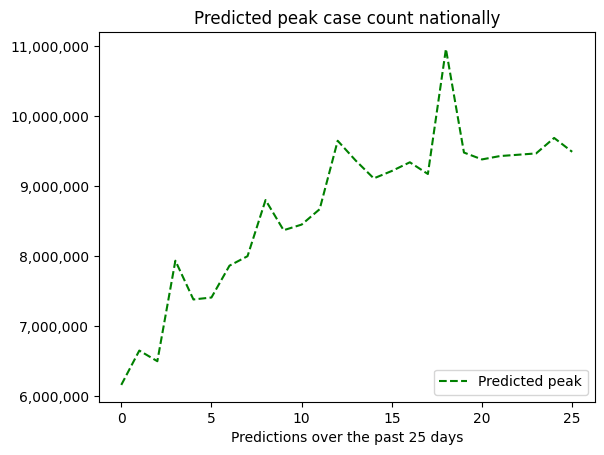 Predicted peak case count nationally
11,000,000
10,000,000
9,000,000
8,000,000
7,000,000
6,000,000
Predicted peak
0 5 10 15 20 25
Predictions over the past 25 days